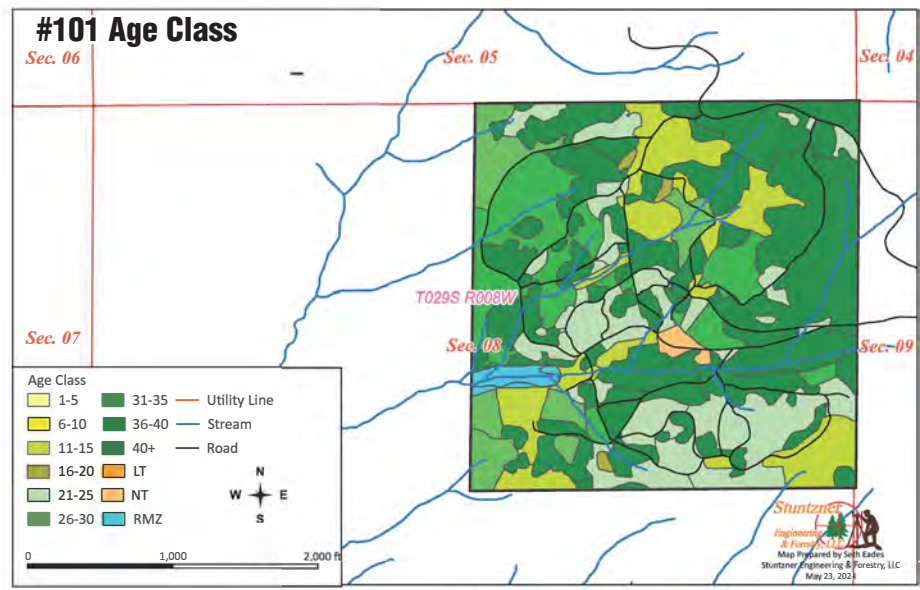 #101 Age Class
Sec. 06
Sec. 05
Sec. 04
T029S R008W
Sec. 07
Sec. 08
Sec. 09
Age Class
1-5
6-10
11-15
16-20
21-25
26-30
31-35
36-40
40+
LT
NT
RMZ
Utility Line
Stream
Road
N
W E
S
0 1,000 2,000 ft
Stuntzner
Engineering
& Forestry, LLC
Map Prepared by Seth Eades
Stuntzner Engineering & Forestry, LLC
May 23, 2024